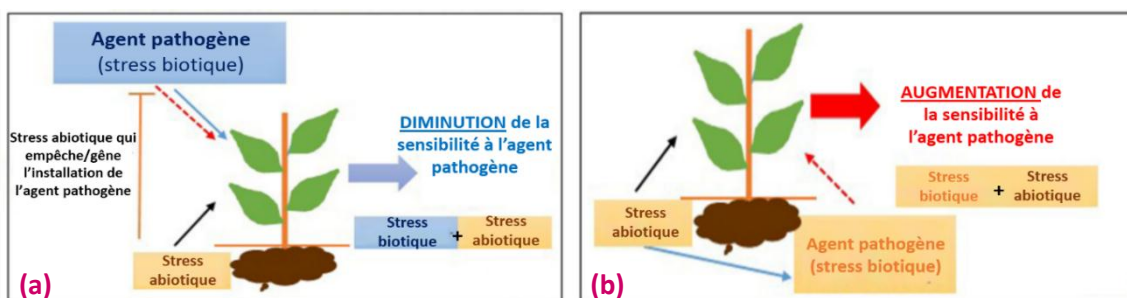 Agent pathogène
(stress biotique)
Stress abiotique qui
empêche/gêne
l'installation de
l'agent pathogène
DIMINUTION de la
sensibilité à l'agent
pathogène
Stress
biotique
+
Stress
abiotique
Stress
abiotique
(a)
AUGMENTATION de
la sensibilité à
l'agent pathogène
Stress
biotique
+
Stress
abiotique
Stress
abiotique
Agent pathogène
(stress biotique)
(b)